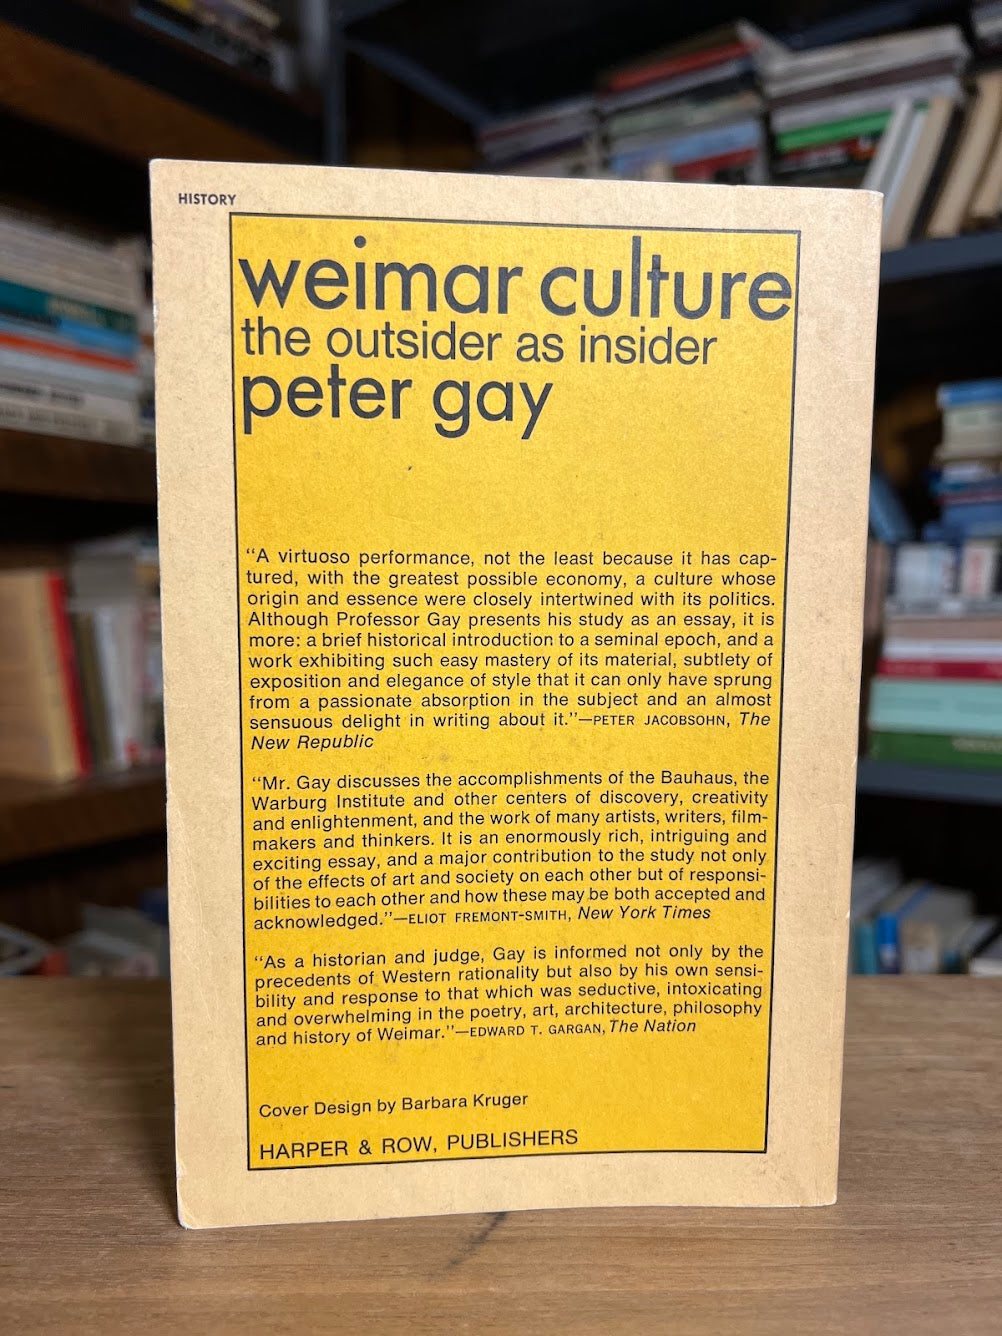 HISTORY
weimar culture
the outsider as insider
peter gay
“A virtuoso performance, not the least because it has cap-
tured, with the greatest possible economy, a culture whose
origin and essence were closely intertwined with its politics.
Although Professor Gay presents his study as an essay, it is
more: a brief historical introduction to a seminal epoch, and a
work exhibiting such easy mastery of its material, subtlety of
exposition and elegance of style that it can only have sprung
from a passionate absorption in the subject and an almost
sensuous delight in writing about it.”—PETER JACOBSOHN, The
New Republic
“Mr. Gay discusses the accomplishments of the Bauhaus, the
Warburg Institute and other centers of discovery, creativity
and enlightenment, and the work of many artists, writers, film-
makers and thinkers. It is an enormously rich, intriguing and
exciting essay, and a major contribution to the study not only
of the effects of art and society on each other but of responsi-
bilities to each other and how these may be both accepted and
acknowledged.”—ELIOT FREMONT-SMITH, New York Times
“As a historian and judge, Gay is informed not only by the
precedents of Western rationality but also by his own sensi-
bility and response to that which was seductive, intoxicating
and overwhelming in the poetry, art, architecture, philosophy
and history of Weimar.”—EDWARD T. GARGAN, The Nation
Cover Design by Barbara Kruger
HARPER & ROW, PUBLISHERS